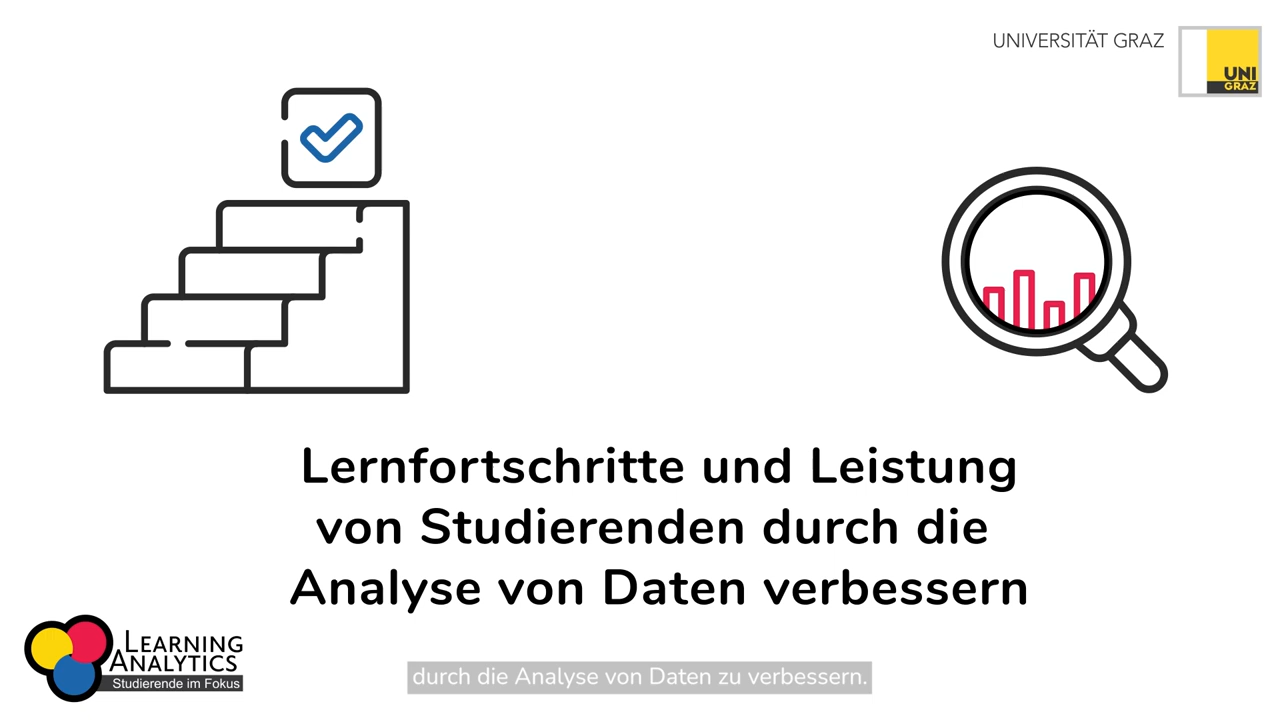 UNIVERSITÄT GRAZ
UNI
GRAZ
Lernfortschritte und Leistung
von Studierenden durch die
Analyse von Daten verbessern
LEARNING
ANALYTICS
Studierende im Fokus
durch die Analyse von Daten zu verbessern.